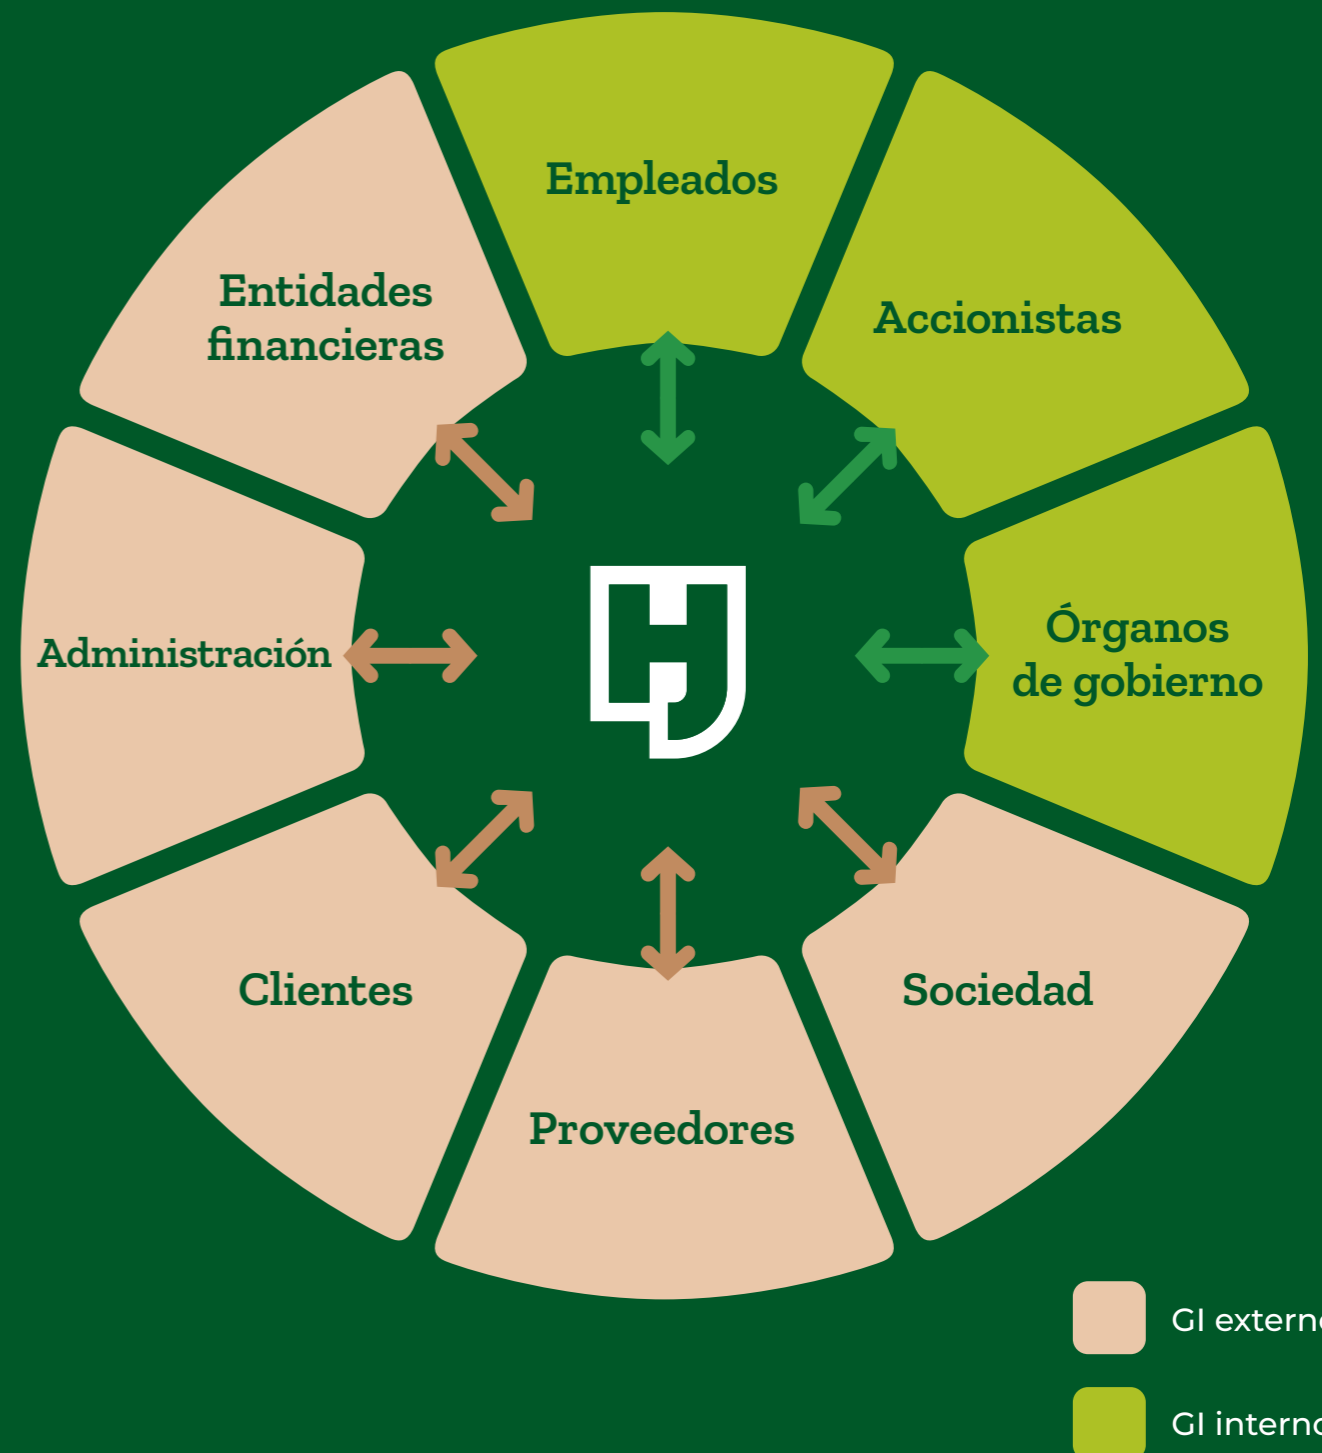 Empleados
Accionistas
Órganos
de gobierno
Sociedad
Proveedores
Clientes
Administración
Entidades
financieras
GI extern
GI intern